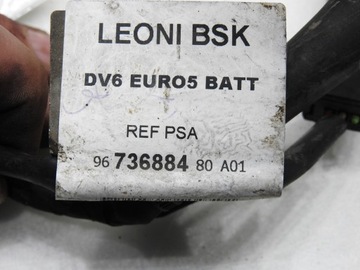 LEONI BSK
DV6 EURO5 BATT
REF PSA
96 736884 80 A01